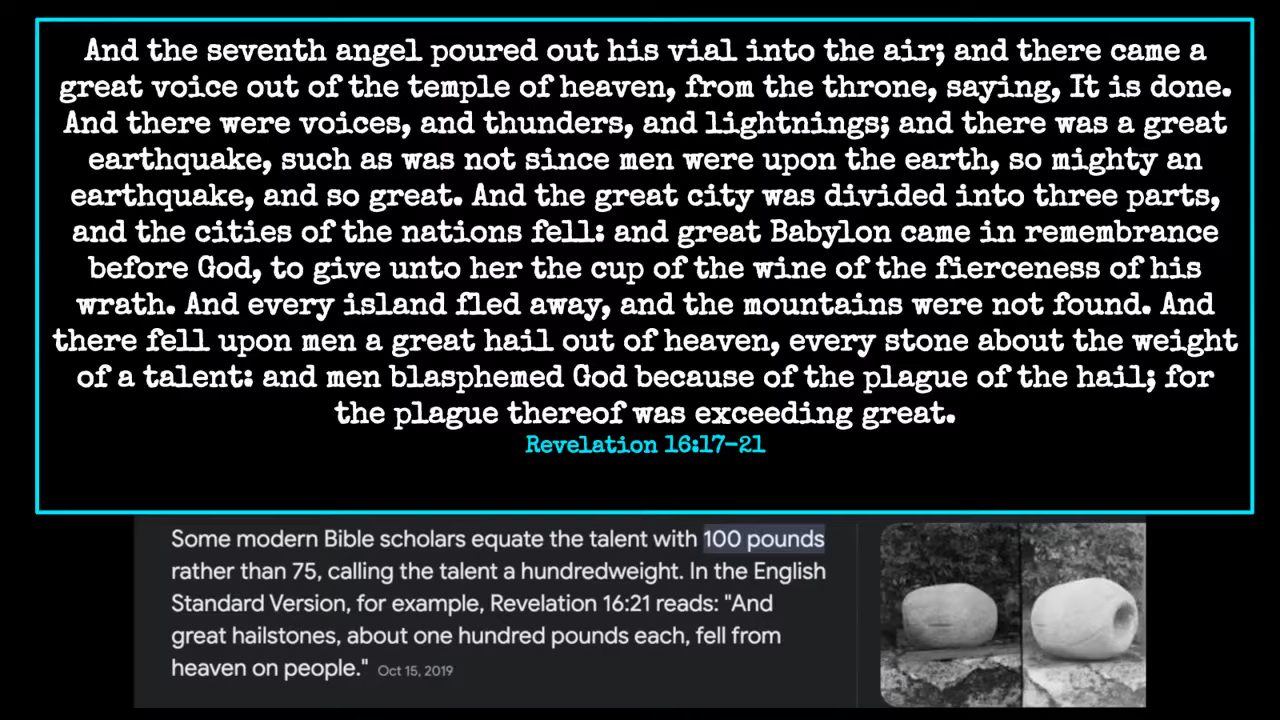 And the seventh angel poured out his vial into the air; and there came a
great voice out of the temple of heaven, from the throne, saying, It is done.
And there were voices, and thunders, and lightnings; and there was a great
earthquake, such as was not since men were upon the earth, so mighty an
earthquake, and so great. And the great city was divided into three parts,
and the cities of the nations fell: and great Babylon came in remembrance
before God, to give unto her the cup of the wine of the fierceness of his
wrath. And every island fled away, and the mountains were not found. And
there fell upon men a great hail out of heaven, every stone about the weight
of a talent: and men blasphemed God because of the plague of the hail; for
the plague thereof was exceeding great.
Revelation 16:17-21
Some modern Bible scholars equate the talent with 100 pounds
rather than 75, calling the talent a hundredweight. In the English
Standard Version, for example, Revelation 16:21 reads: "And
great hailstones, about one hundred pounds each, fell from
heaven on people." Oct 15, 2019